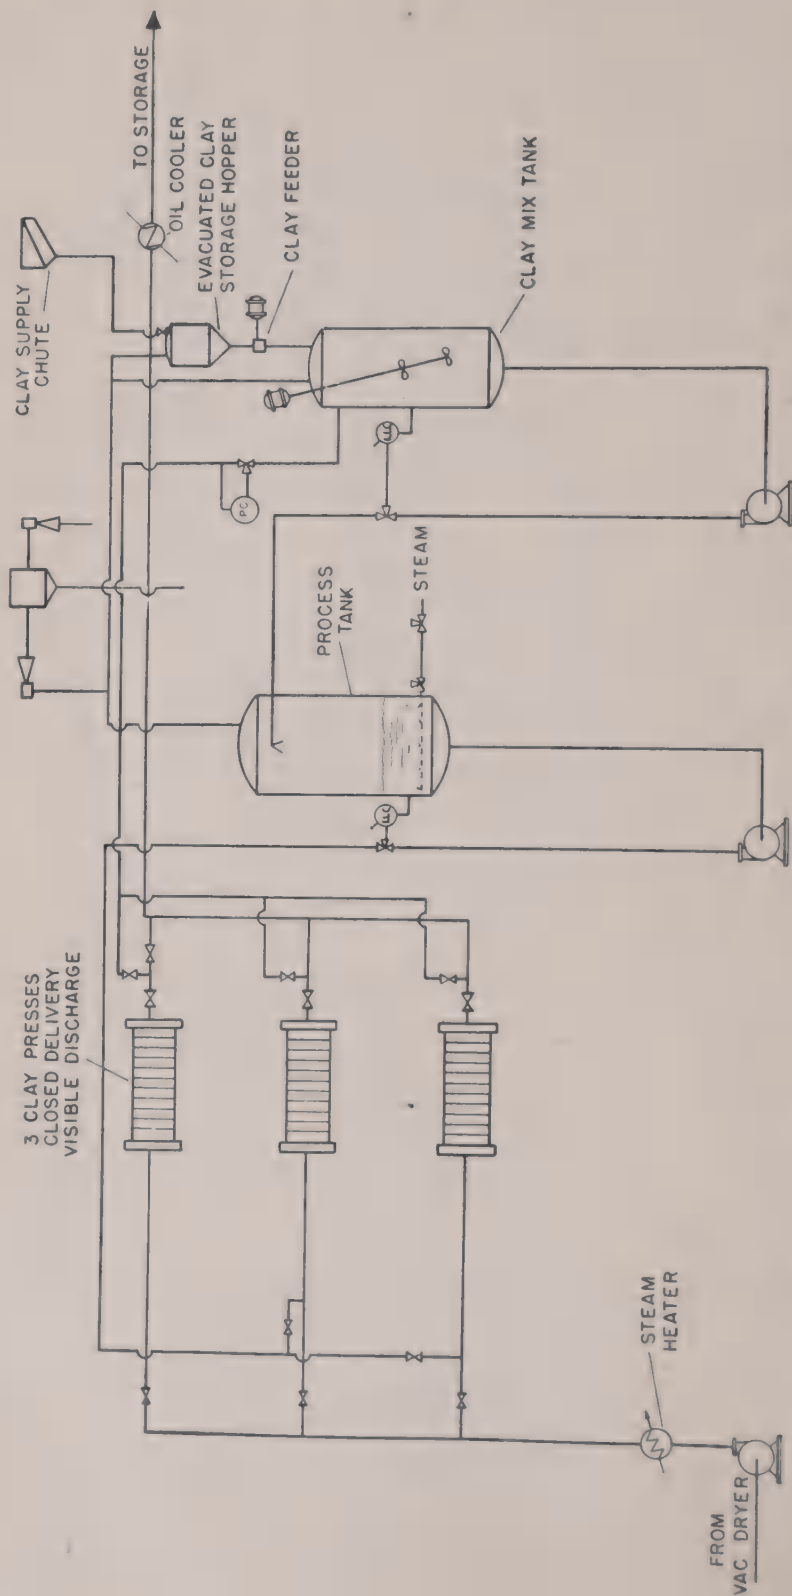 TO STORAGE
OIL COOLER
CLAY SUPPLY
CHUTE
EVACUATED CLAY
STORAGE HOPPER
CLAY FEEDER
CLAY MIX TANK
PC
LLC
STEAM
PROCESS
TANK
LLC
3 CLAY PRESSES
CLOSED DELIVERY
VISIBLE DISCHARGE
STEAM
HEATER
FROM
VAC DRYER